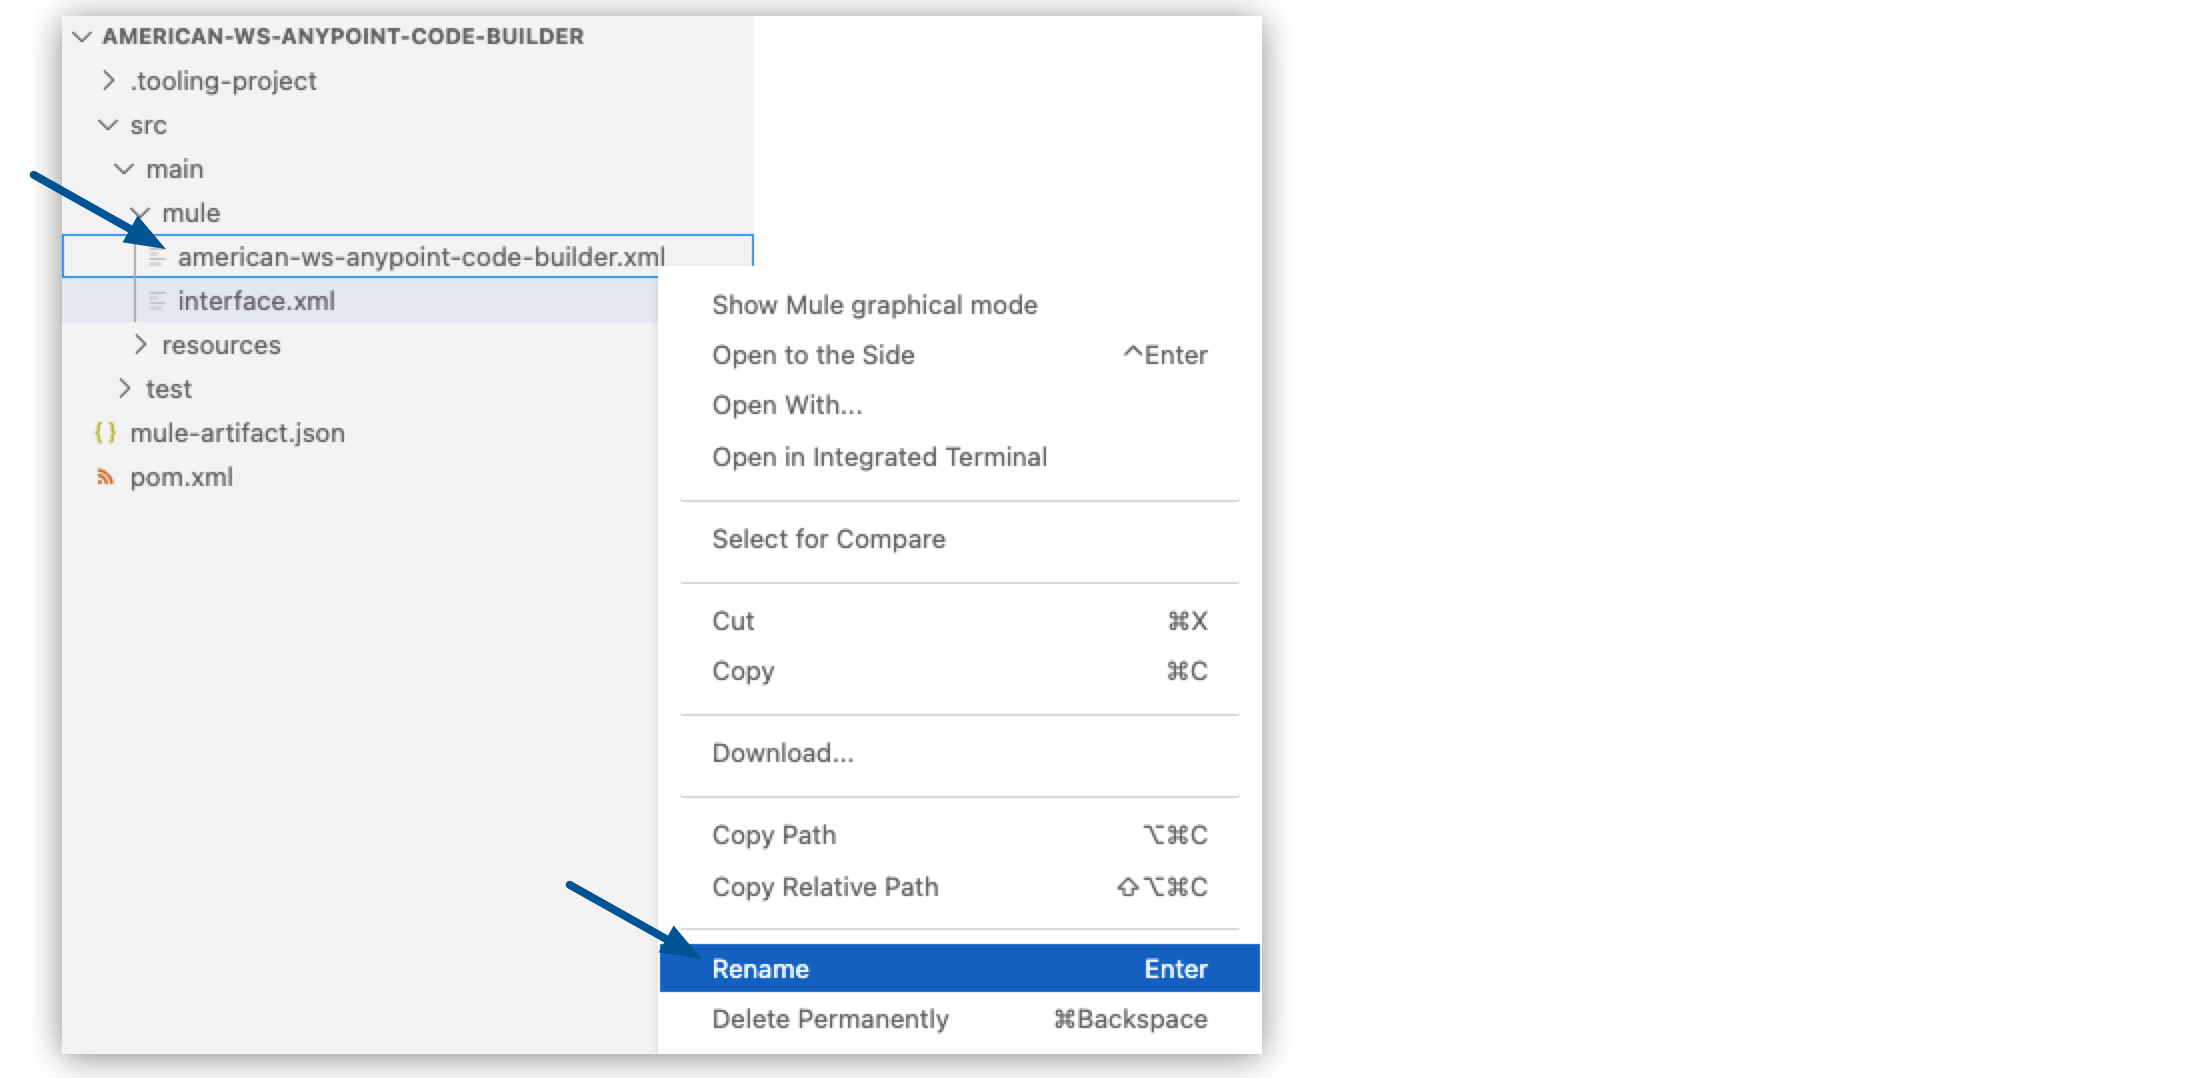 AMERICAN-WS-ANYPOINT-CODE-BUILDER
.tooling-project
src
main
mule
american-ws-anypoint-code-builder.xml
interface.xml
resources
test
{} mule-artifact.json
pom.xml
Show Mule graphical mode
Open to the Side ^Enter
Open With...
Open in Integrated Terminal
Select for Compare
Cut ⌘X
Copy ⌘C
Download...
Copy Path ⌥⌘C
Copy Relative Path ⇧⌥⌘C
Rename Enter
Delete Permanently ⌘Backspace